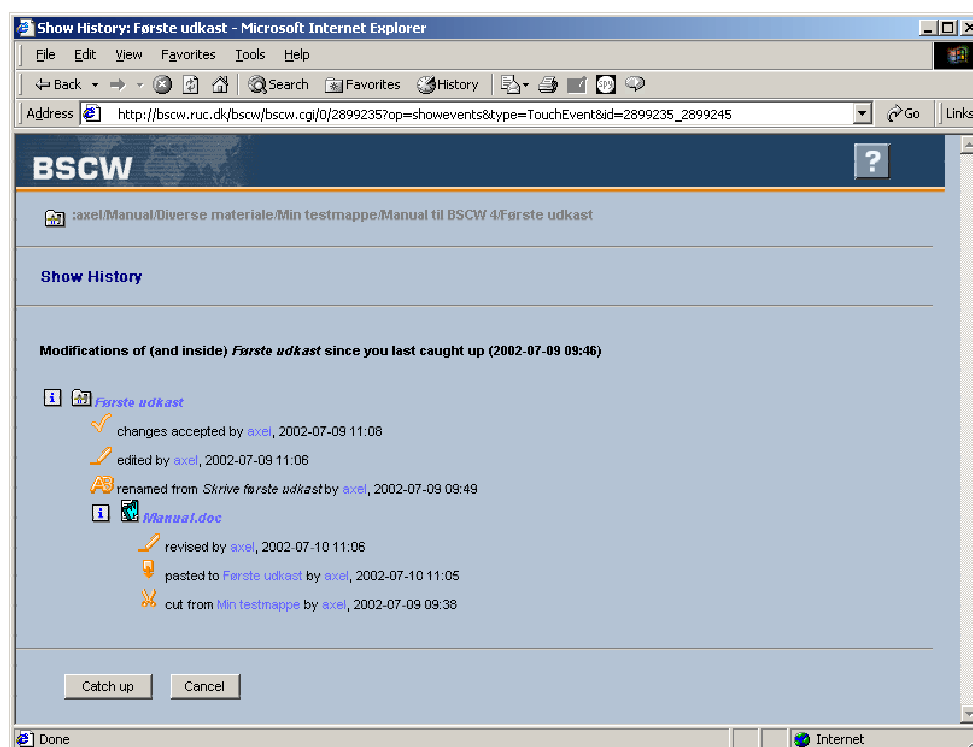 Show History: Første udkast - Microsoft Internet Explorer
File Edit View Favorites Tools Help
Back Search Favorites History
Address http://bscw.ruc.dk/bscw/bscw.cgi/0/2899235?op=showevents&type=TouchEvent&id=2899235_2899245 Go Links
BSCW ?
:axel/Manual/Diverse materiale/Min testmappe/Manual til BSCW 4/Første udkast
Show History
Modifications of (and inside) Første udkast since you last caught up (2002-07-09 09:46)
i Første udkast
changes accepted by axel, 2002-07-09 11:08
edited by axel, 2002-07-09 11:06
renamed from Skrive første udkast by axel, 2002-07-09 09:49
i Manual.doc
revised by axel, 2002-07-10 11:06
pasted to Første udkast by axel, 2002-07-10 11:05
cut from Min testmappe by axel, 2002-07-09 09:38
Catch up Cancel
Done Internet